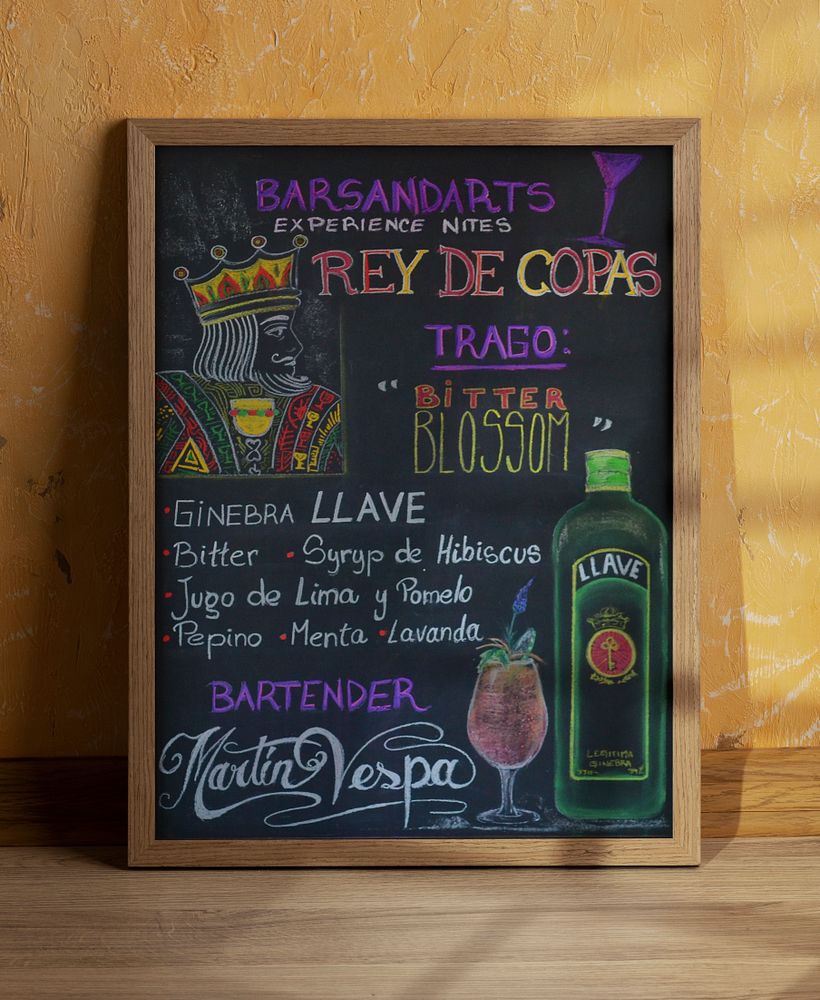 BARSANDARTS
EXPERIENCE NITES
REY DE COPAS
TRAGO:
“ BiTTER
BLOSSOM ”
• GINEBRA LLAVE
• Bitter • Syryp de Hibiscus
• Jugo de Lima y Pomelo
• Pepino • Menta • Lavanda
LLAVE
LEGITIMA
GINEBRA
BARTENDER
Martín Vespa